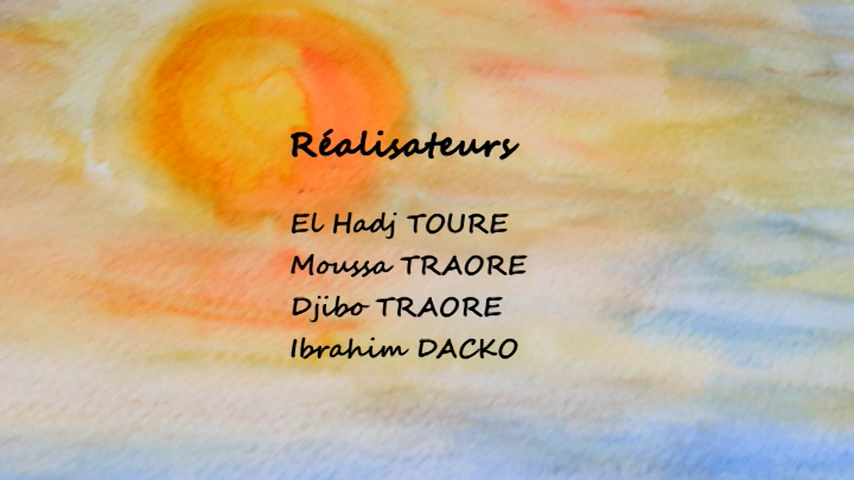 Réalisateurs
El Hadj TOURE
Moussa TRAORE
Djibo TRAORE
Ibrahim DACKO